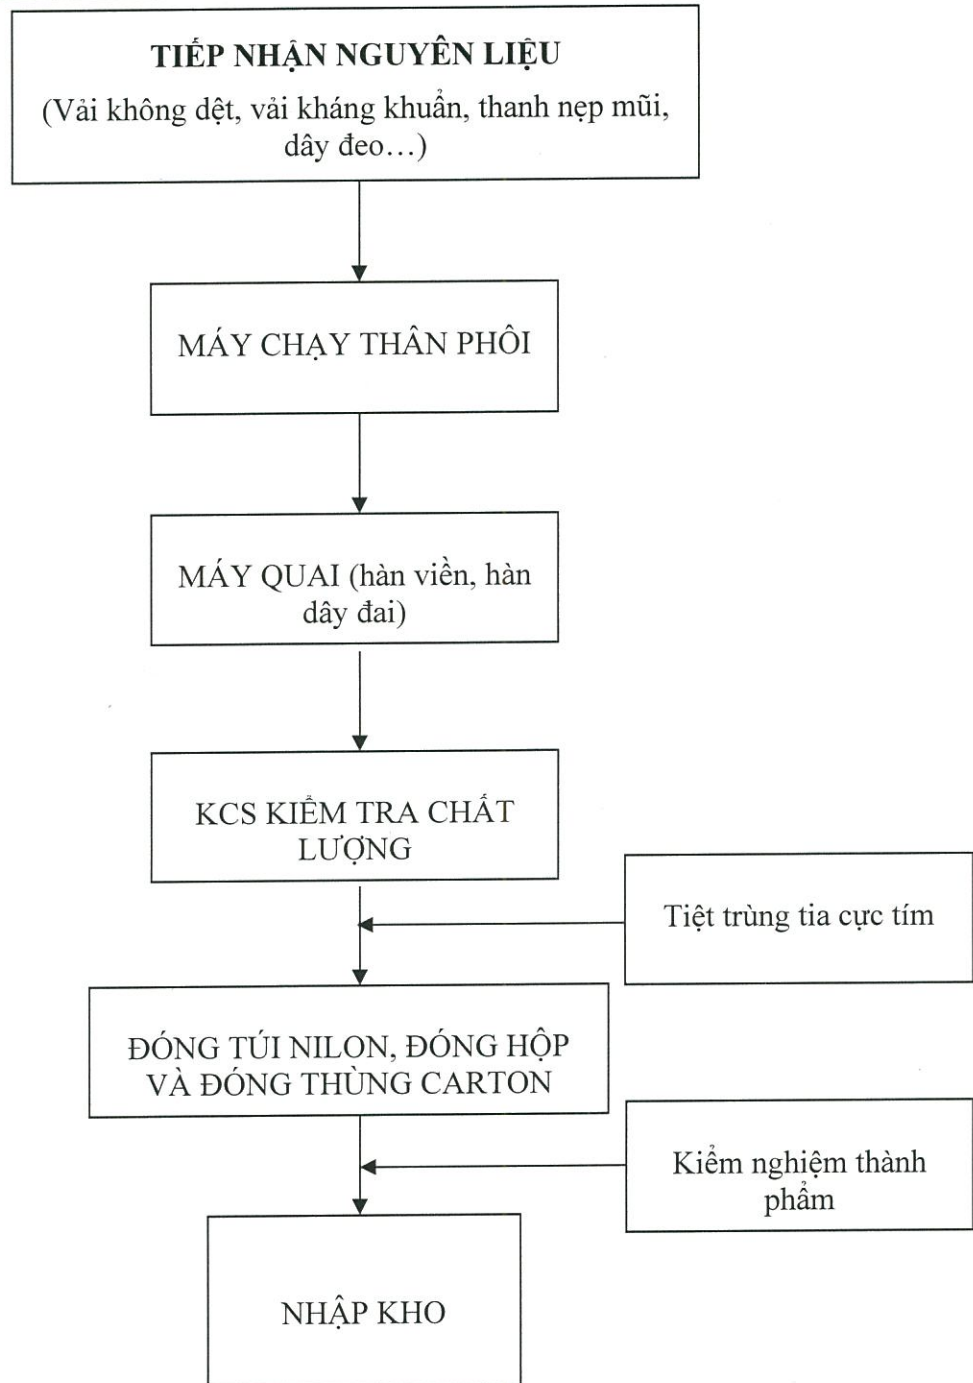 TIẾP NHẬN NGUYÊN LIỆU
(Vải không dệt, vải kháng khuẩn, thanh nẹp mũi,
dây đeo...)
MÁY CHẠY THÂN PHÔI
MÁY QUAI (hàn viền, hàn
dây đai)
KCS KIỂM TRA CHẤT
LƯỢNG
Tiệt trùng tia cực tím
ĐÓNG TÚI NILON, ĐÓNG HỘP
VÀ ĐÓNG THÙNG CARTON
Kiểm nghiệm thành
phẩm
NHẬP KHO